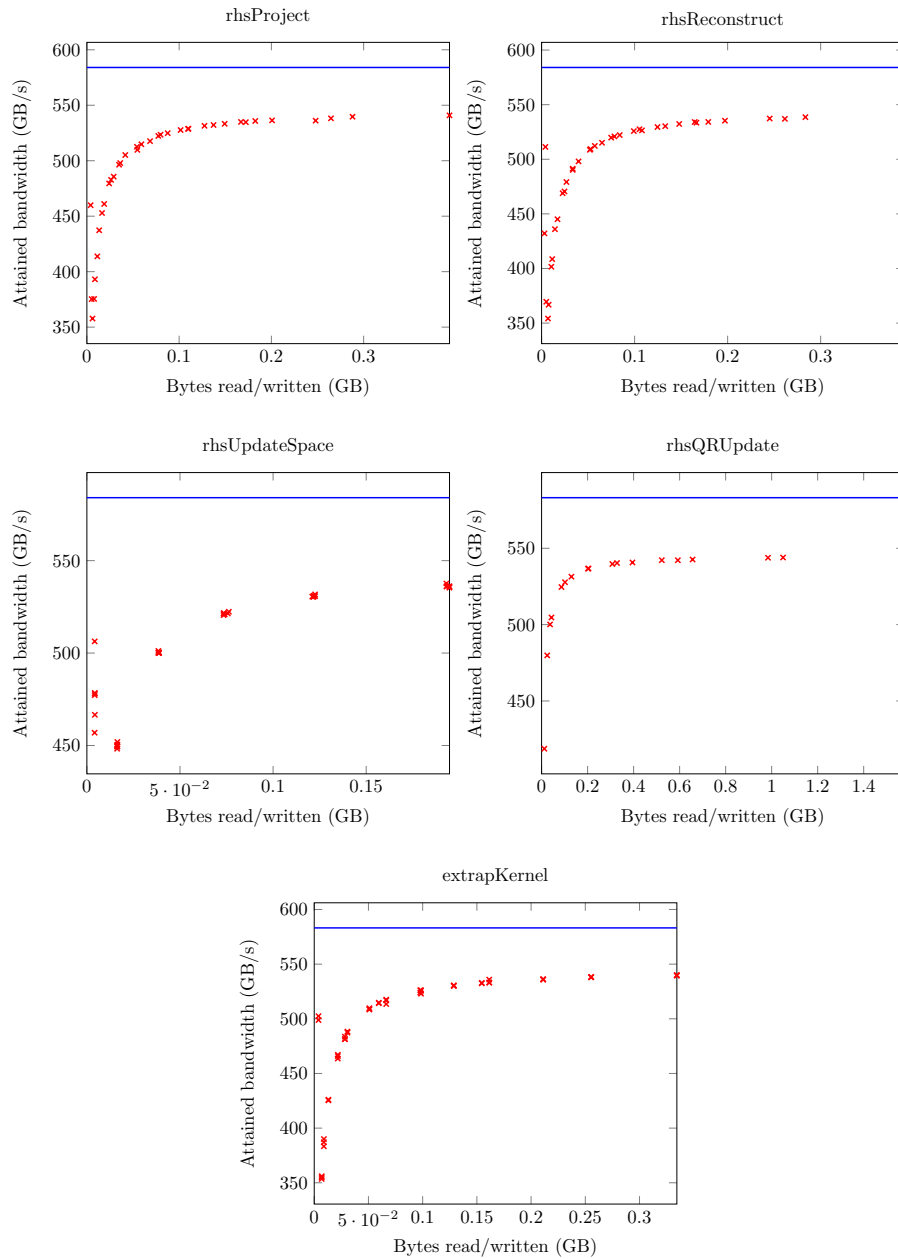 rhsProject
600
550
500
450
400
350
0
0.1
0.2
0.3
Attained bandwidth (GB/s)
Bytes read/written (GB)
rhsReconstruct
600
550
500
450
400
350
0
0.1
0.2
0.3
Attained bandwidth (GB/s)
Bytes read/written (GB)
rhsUpdateSpace
550
500
450
0
5 · 10⁻²
0.1
0.15
Attained bandwidth (GB/s)
Bytes read/written (GB)
rhsQRUpdate
550
500
450
0
0.2
0.4
0.6
0.8
1
1.2
1.4
Attained bandwidth (GB/s)
Bytes read/written (GB)
extrapKernel
600
550
500
450
400
350
0
5 · 10⁻²
0.1
0.15
0.2
0.25
0.3
Attained bandwidth (GB/s)
Bytes read/written (GB)